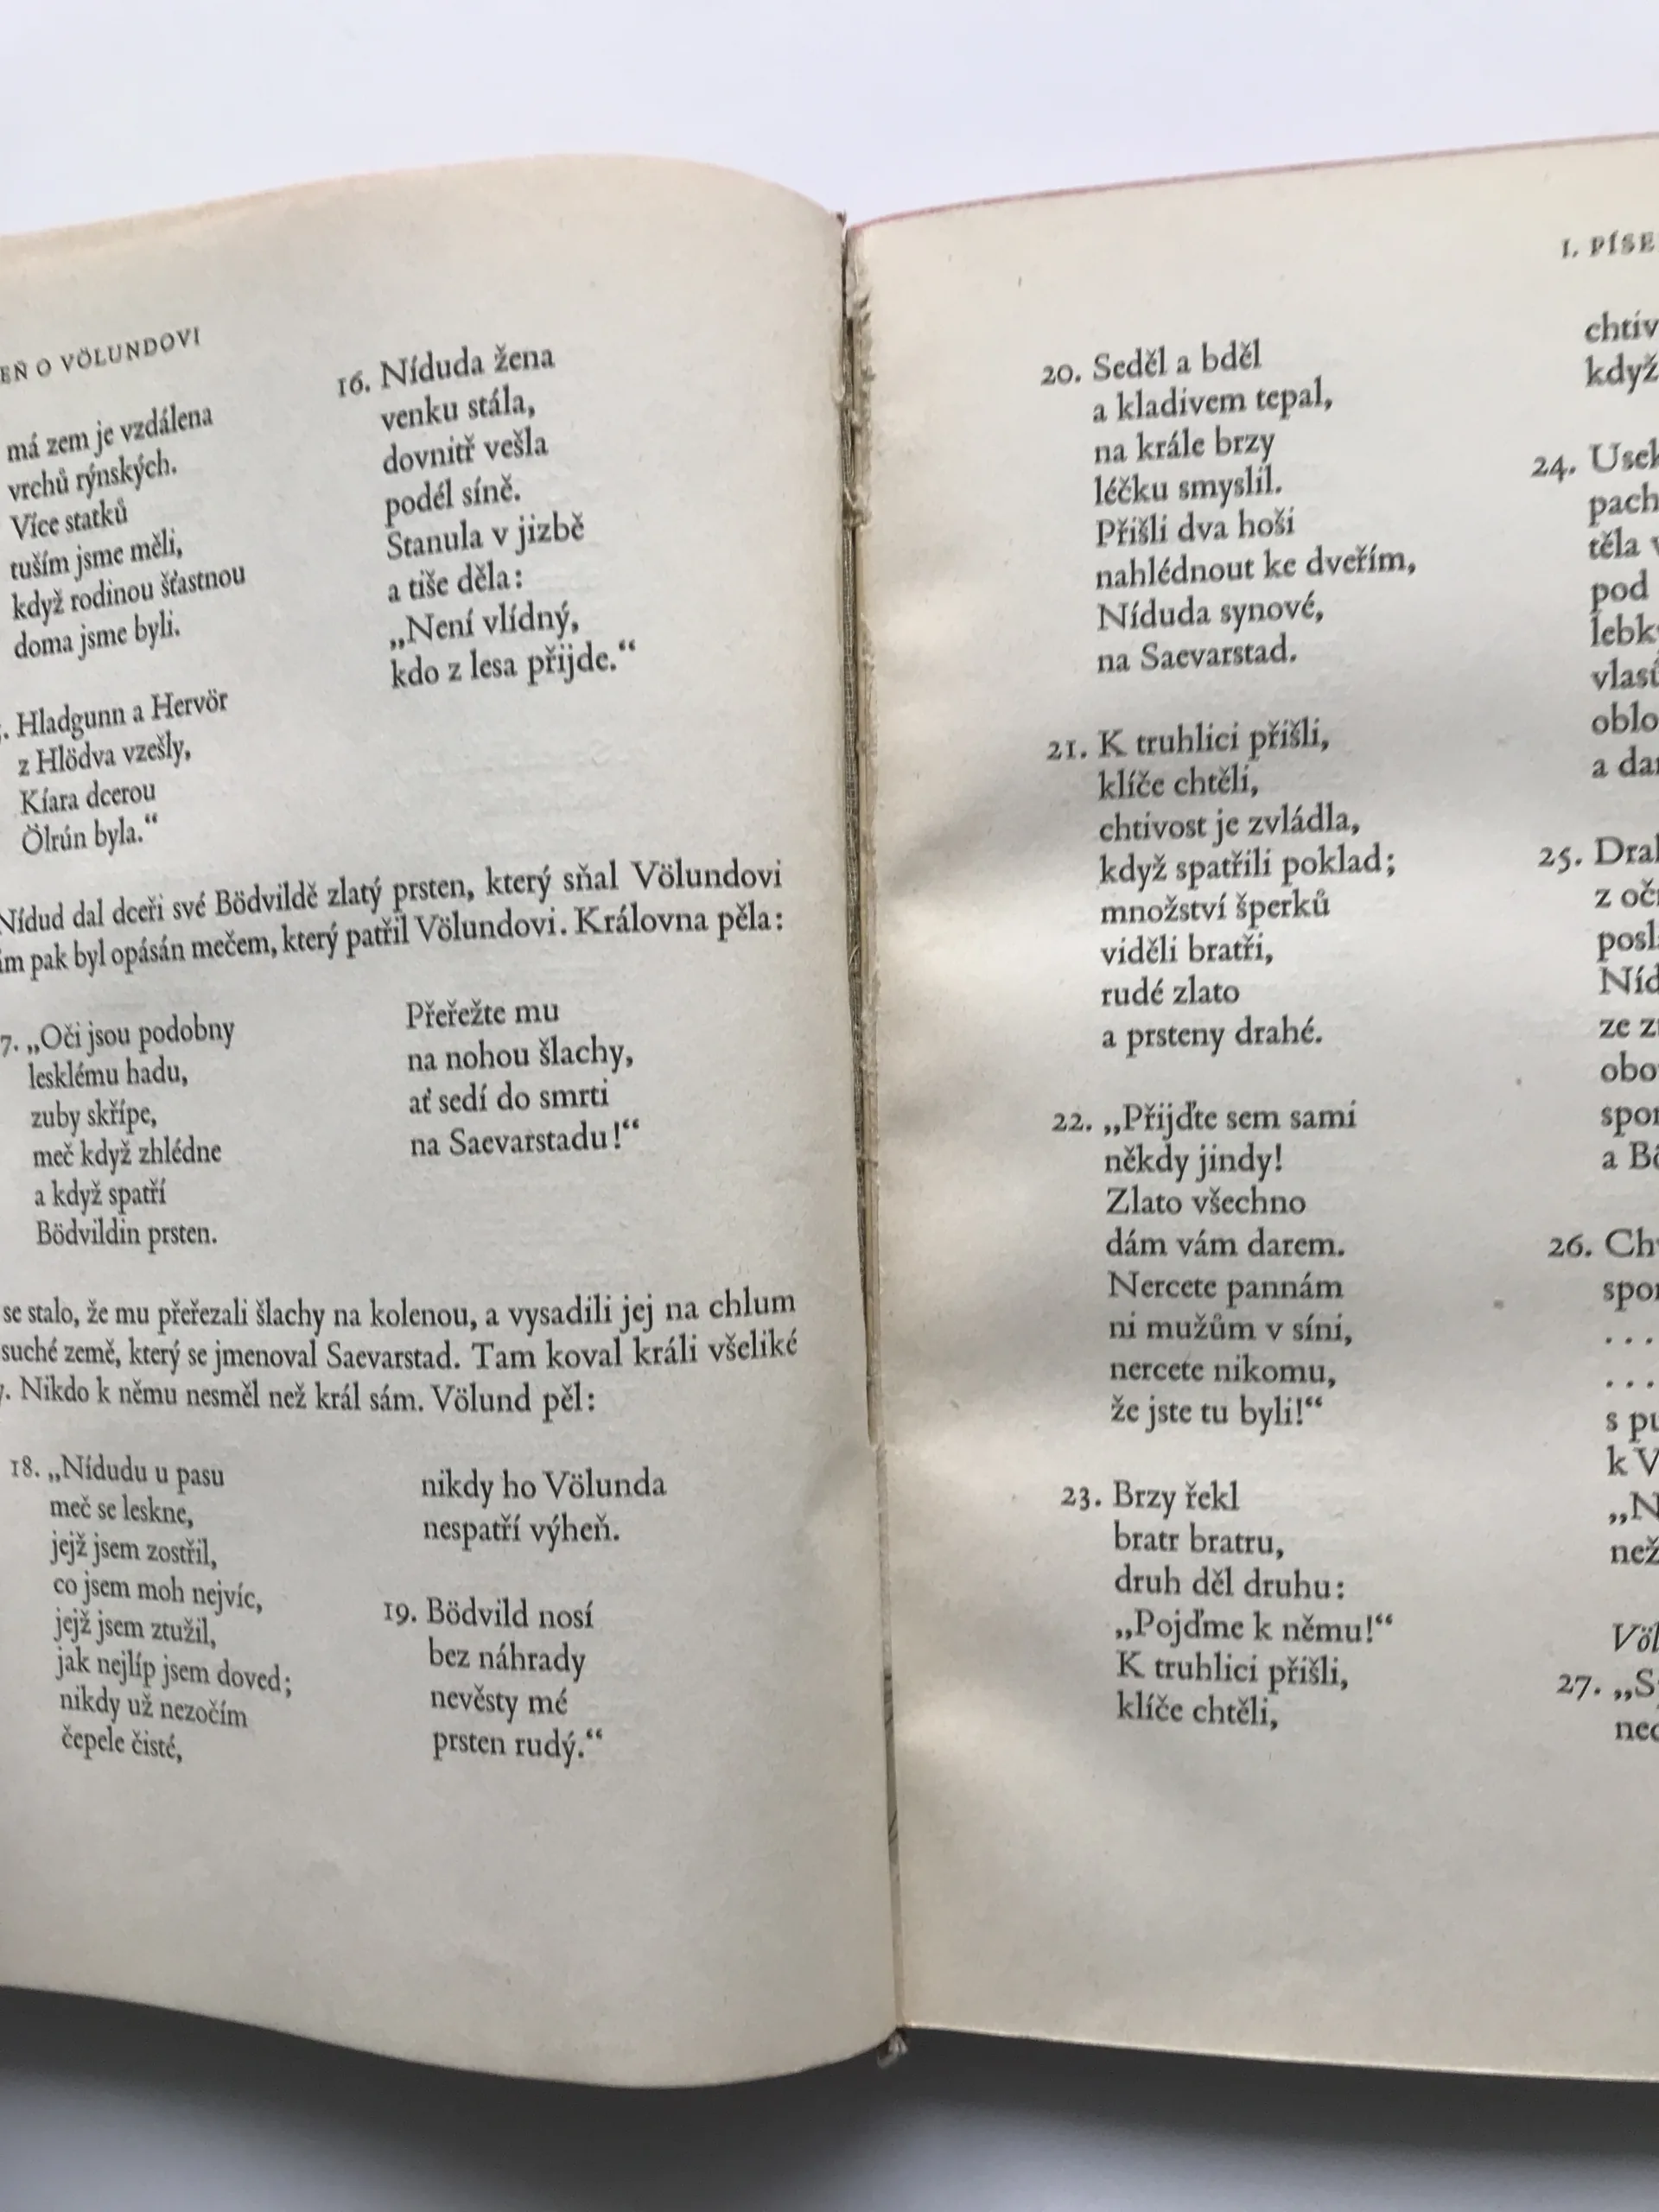 O VÖLUNDOVI
má zem je vzdálena
vrchů rýnských.
Více statků
tuším jsme měli,
když rodinou šťastnou
doma jsme byli.
Hladgunn a Hervör
z Hlödva vzešly,
Kíara dcerou
Ölrún byla.“
16. Níduda žena
venku stála,
dovnitř vešla
podél síně.
Stanula v jizbě
a tiše děla:
„Není vlídný,
kdo z lesa přijde.“
Nídud dal dceři své Bödvildě zlatý prsten, který sňal Völundovi
pak byl opásán mečem, který patřil Völundovi. Královna pěla:
7. „Oči jsou podobny
lesklému hadu,
zuby skřípe,
meč když zhlédne
a když spatří
Bödvildin prsten.
Přeřežte mu
na nohou šlachy,
ať sedí do smrti
na Saevarstadu!“
se stalo, že mu přeřezali šlachy na kolenou, a vysadili jej na chlum
suché země, který se jmenoval Saevarstad. Tam koval králi všeliké
Nikdo k němu nesměl než král sám. Völund pěl:
18. „Nídudu u pasu
meč se leskne,
jejž jsem zostřil,
co jsem moh nejvíc,
jejž jsem ztužil,
jak nejlíp jsem doved;
nikdy už nezočím
čepele čisté,
nikdy ho Völunda
nespatří výheň.
19. Bödvild nosí
bez náhrady
nevěsty mé
prsten rudý.“
I.
20. Seděl a bděl
a kladivem tepal,
na krále brzy
léčku smyslil.
Přišli dva hoši
nahlédnout ke dveřím,
Níduda synové,
na Saevarstad.
21. K truhlici přišli,
klíče chtěli,
chtivost je zvládla,
když spatřili poklad;
množství šperků
viděli bratři,
rudé zlato
a prsteny drahé.
22. „Přijďte sem sami
někdy jindy!
Zlato všechno
dám vám darem.
Nercete pannám
ni mužům v síni,
nercete nikomu,
že jste tu byli!“
23. Brzy řekl
bratr bratru,
druh děl druhu:
„Pojďme k němu!“
K truhlici přišli,
klíče chtěli,
když
24.
těla
pod
a
25.
z
ze
a
26.
. . .
. . .
s
k
27.